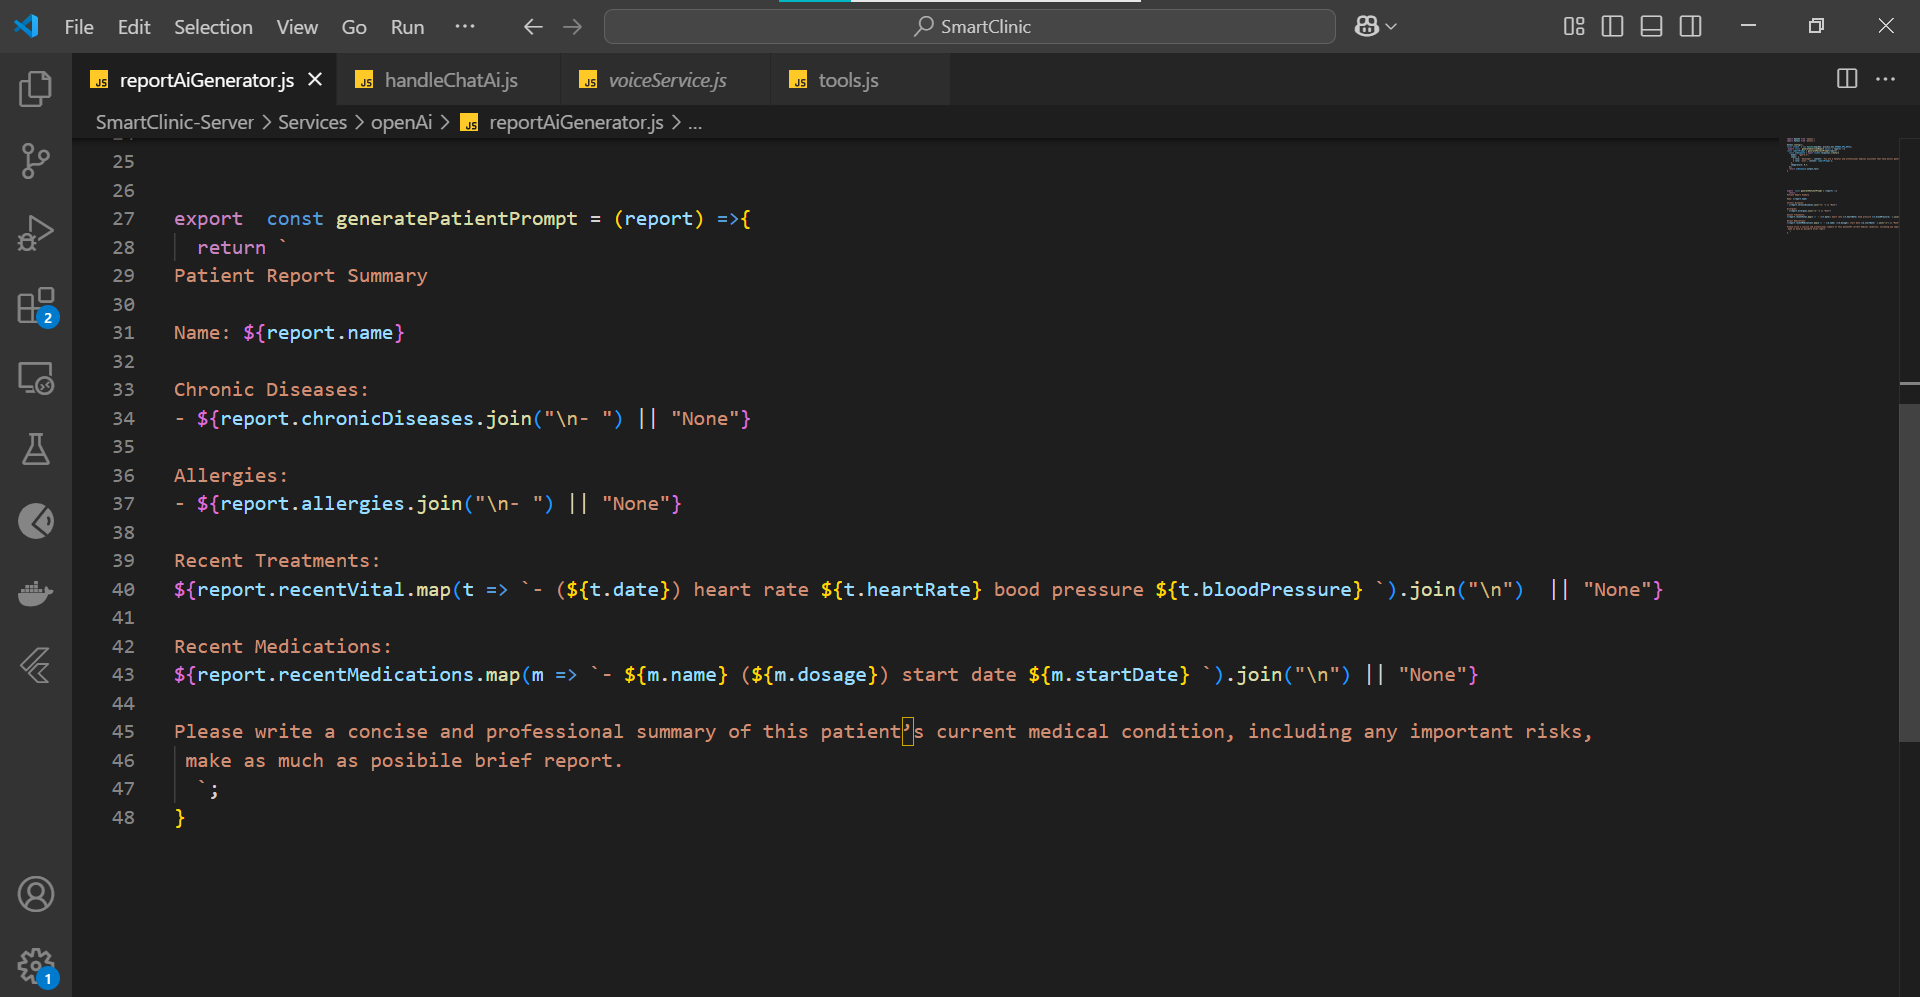 File Edit Selection View Go Run ··· SmartClinic
reportAiGenerator.js handleChatAi.js voiceService.js tools.js
SmartClinic-Server > Services > openAi > JS reportAiGenerator.js > ...
25
26
27 export  const generatePatientPrompt = (report) =>{
28   return `
29 Patient Report Summary
30
31 Name: ${report.name}
32
33 Chronic Diseases:
34 - ${report.chronicDiseases.join("\n- ") || "None"}
35
36 Allergies:
37 - ${report.allergies.join("\n- ") || "None"}
38
39 Recent Treatments:
40 ${report.recentVital.map(t => `- (${t.date}) heart rate ${t.heartRate} bood pressure ${t.bloodPressure} `).join("\n")  || "None"}
41
42 Recent Medications:
43 ${report.recentMedications.map(m => `- ${m.name} (${m.dosage}) start date ${m.startDate} `).join("\n") || "None"}
44
45 Please write a concise and professional summary of this patient’s current medical condition, including any important risks,
46  make as much as posibile brief report.
47   `;
48 }
2
1